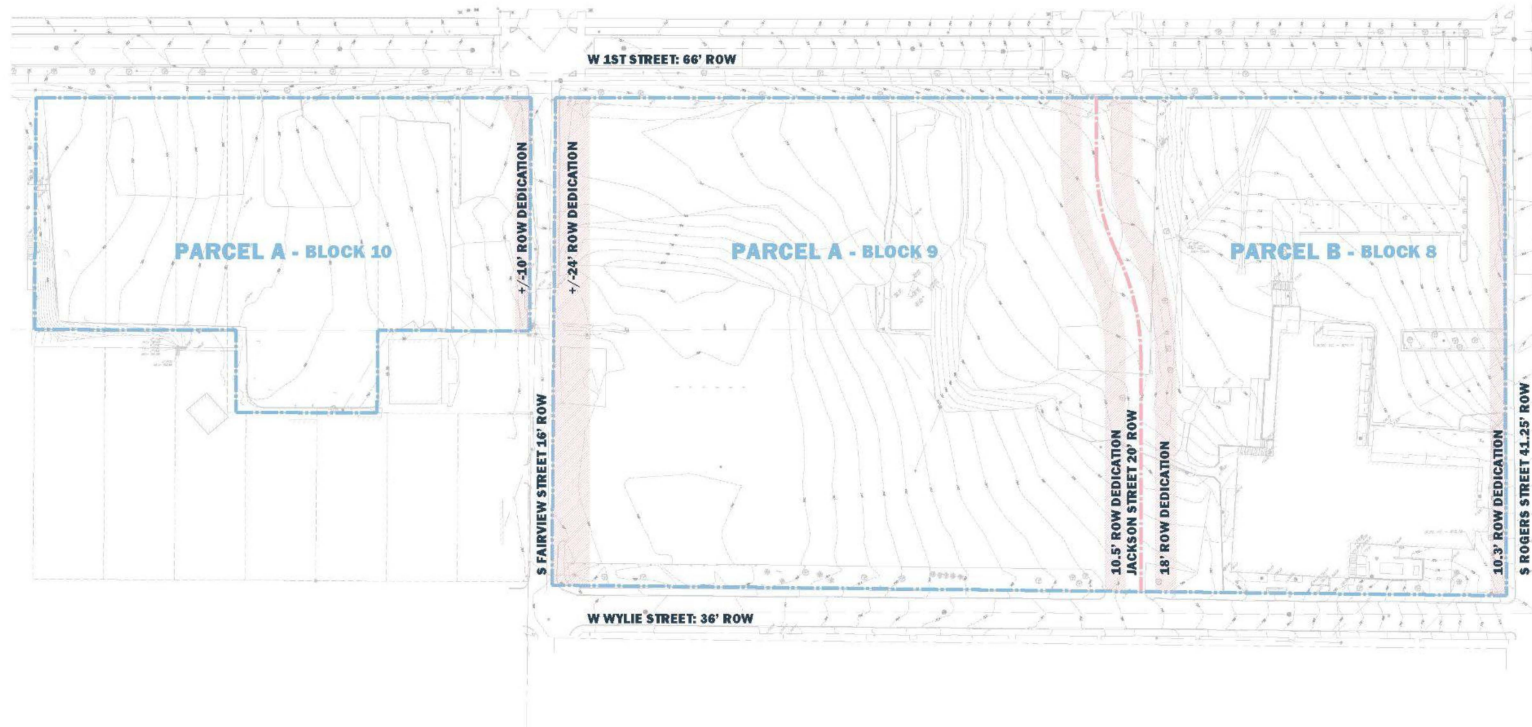 W 1ST STREET: 66' ROW
PARCEL A - BLOCK 10
+/-10' ROW DEDICATION
+/-24' ROW DEDICATION
PARCEL A - BLOCK 9
PARCEL B - BLOCK 8
S FAIRVIEW STREET 16' ROW
10.5' ROW DEDICATION
JACKSON STREET 20' ROW
18' ROW DEDICATION
10.3' ROW DEDICATION
S ROGERS STREET 41.25' ROW
W WYLIE STREET: 36' ROW